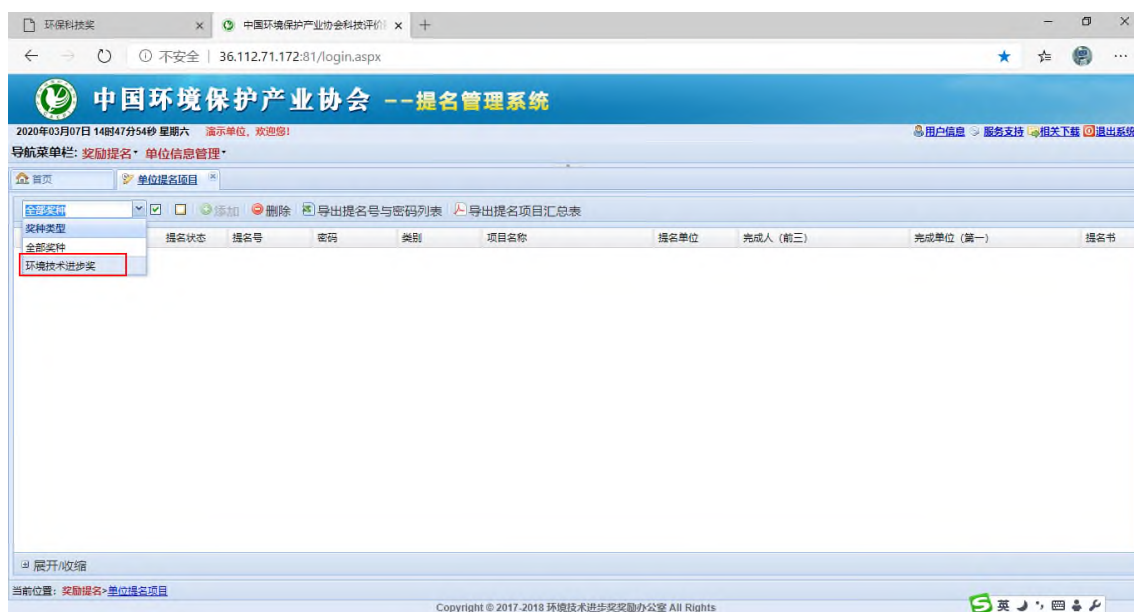 环保科技奖
中国环境保护产业协会科技评价
不安全 | 36.112.71.172:81/login.aspx
中国环境保护产业协会 --提名管理系统
2020年03月07日 14时47分54秒 星期六 演示单位, 欢迎您!
用户信息 服务支持 相关下载 退出系统
导航菜单栏: 奖励提名 单位信息管理
首页 单位提名项目
全部奖种 添加 删除 导出提名号与密码列表 导出提名项目汇总表
奖种类型
提名状态 提名号 密码 类别 项目名称 提名单位 完成人 (前三) 完成单位 (第一) 提名书
全部奖种
环境技术进步奖
展开/收缩
当前位置: 奖励提名>单位提名项目
Copyright © 2017-2018 环境技术进步奖奖励办公室 All Rights
英